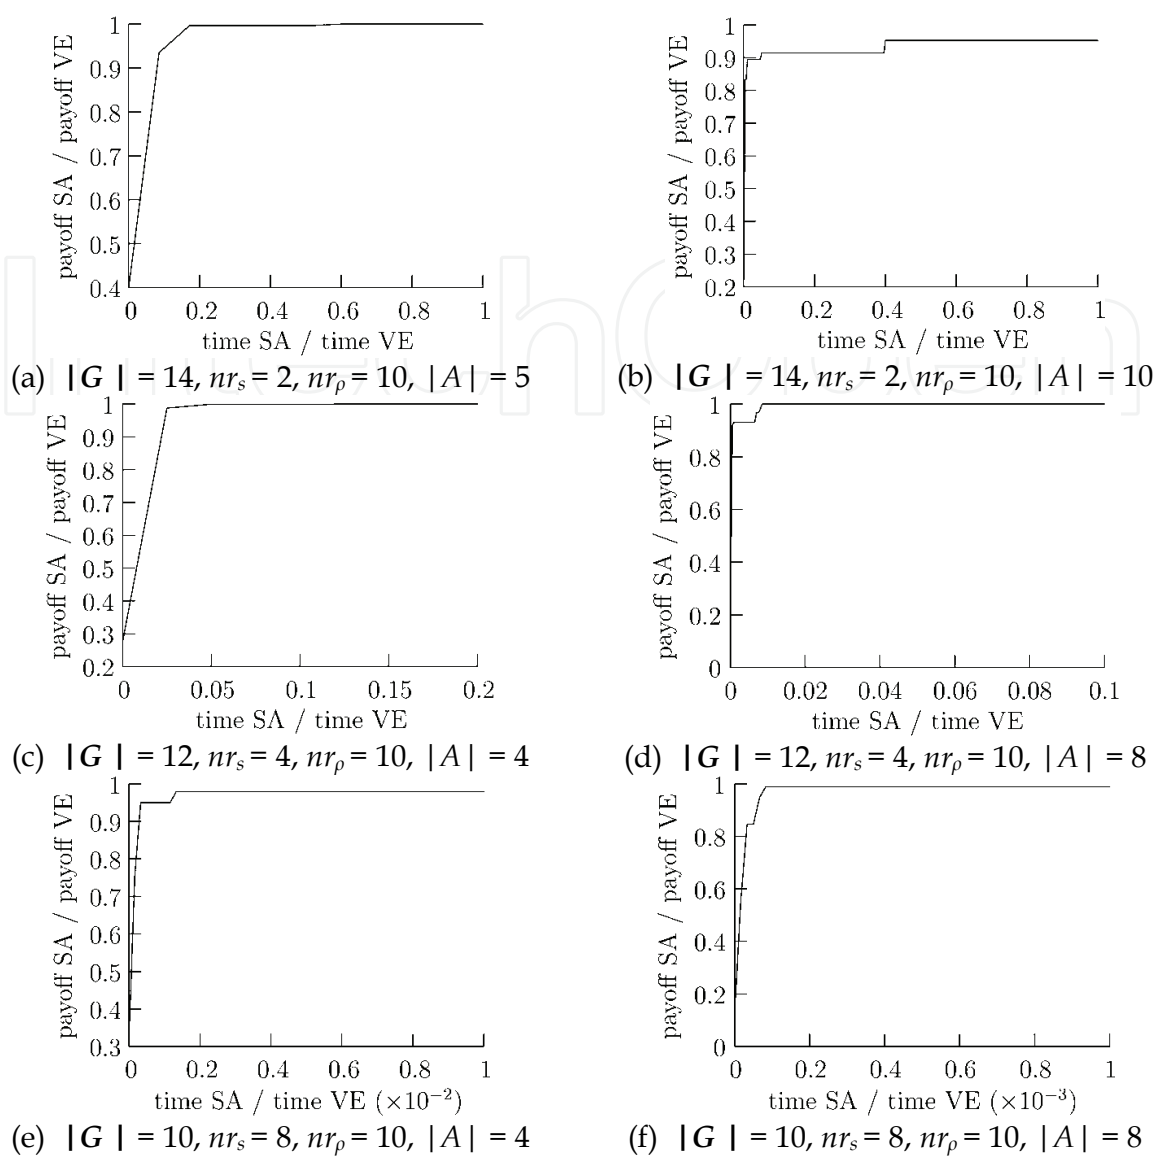 payoff SA / payoff VE
1
0.9
0.8
0.7
0.6
0.5
0.4
0 0.2 0.4 0.6 0.8 1
time SA / time VE
(a) |G | = 14, nrₛ = 2, nrᵨ = 10, |A| = 5
payoff SA / payoff VE
1
0.9
0.8
0.7
0.6
0.5
0.4
0.3
0.2
0 0.2 0.4 0.6 0.8 1
time SA / time VE
(b) |G | = 14, nrₛ = 2, nrᵨ = 10, |A| = 10
payoff SA / payoff VE
1
0.9
0.8
0.7
0.6
0.5
0.4
0.3
0.2
0 0.05 0.1 0.15 0.2
time SA / time VE
(c) |G | = 12, nrₛ = 4, nrᵨ = 10, |A| = 4
payoff SA / payoff VE
1
0.8
0.6
0.4
0.2
0
0 0.02 0.04 0.06 0.08 0.1
time SA / time VE
(d) |G | = 12, nrₛ = 4, nrᵨ = 10, |A| = 8
payoff SA / payoff VE
1
0.9
0.8
0.7
0.6
0.5
0.4
0.3
0 0.2 0.4 0.6 0.8 1
time SA / time VE (×10⁻²)
(e) |G | = 10, nrₛ = 8, nrᵨ = 10, |A| = 4
payoff SA / payoff VE
1
0.8
0.6
0.4
0.2
0
0 0.2 0.4 0.6 0.8 1
time SA / time VE (×10⁻³)
(f) |G | = 10, nrₛ = 8, nrᵨ = 10, |A| = 8